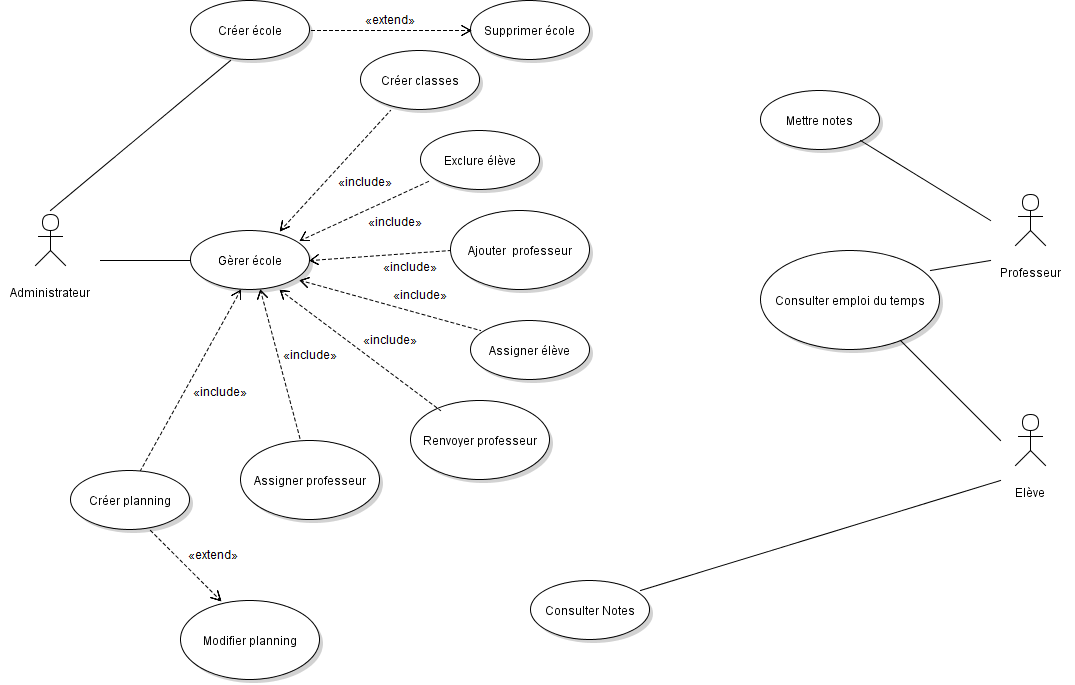 Créer école
«extend»
Supprimer école
Créer classes
Mettre notes
Exclure élève
«include»
«include»
Ajouter professeur
Gèrer école
«include»
Administrateur
Professeur
Consulter emploi du temps
«include»
Assigner élève
«include»
«include»
«include»
Renvoyer professeur
Assigner professeur
Elève
Créer planning
«extend»
Consulter Notes
Modifier planning